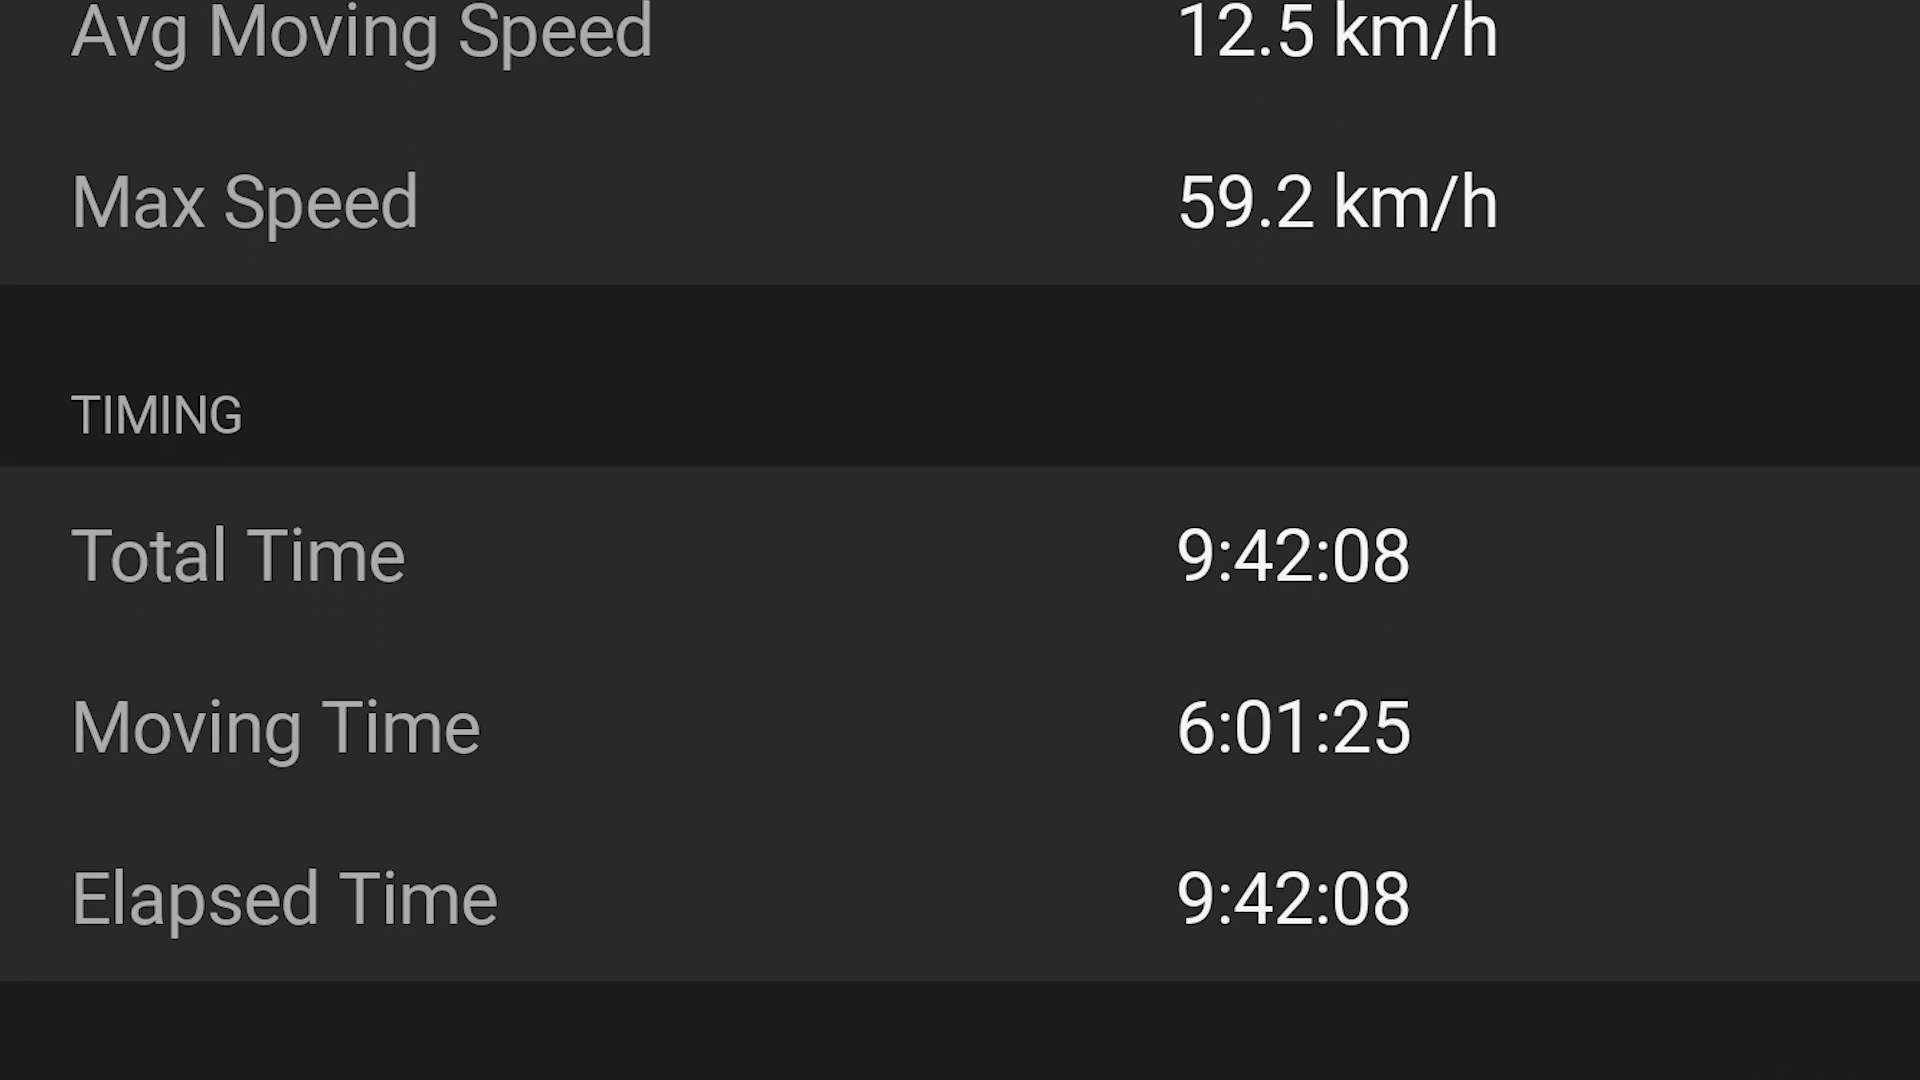 Avg Moving Speed 12.5 km/h
Max Speed 59.2 km/h
TIMING
Total Time 9:42:08
Moving Time 6:01:25
Elapsed Time 9:42:08